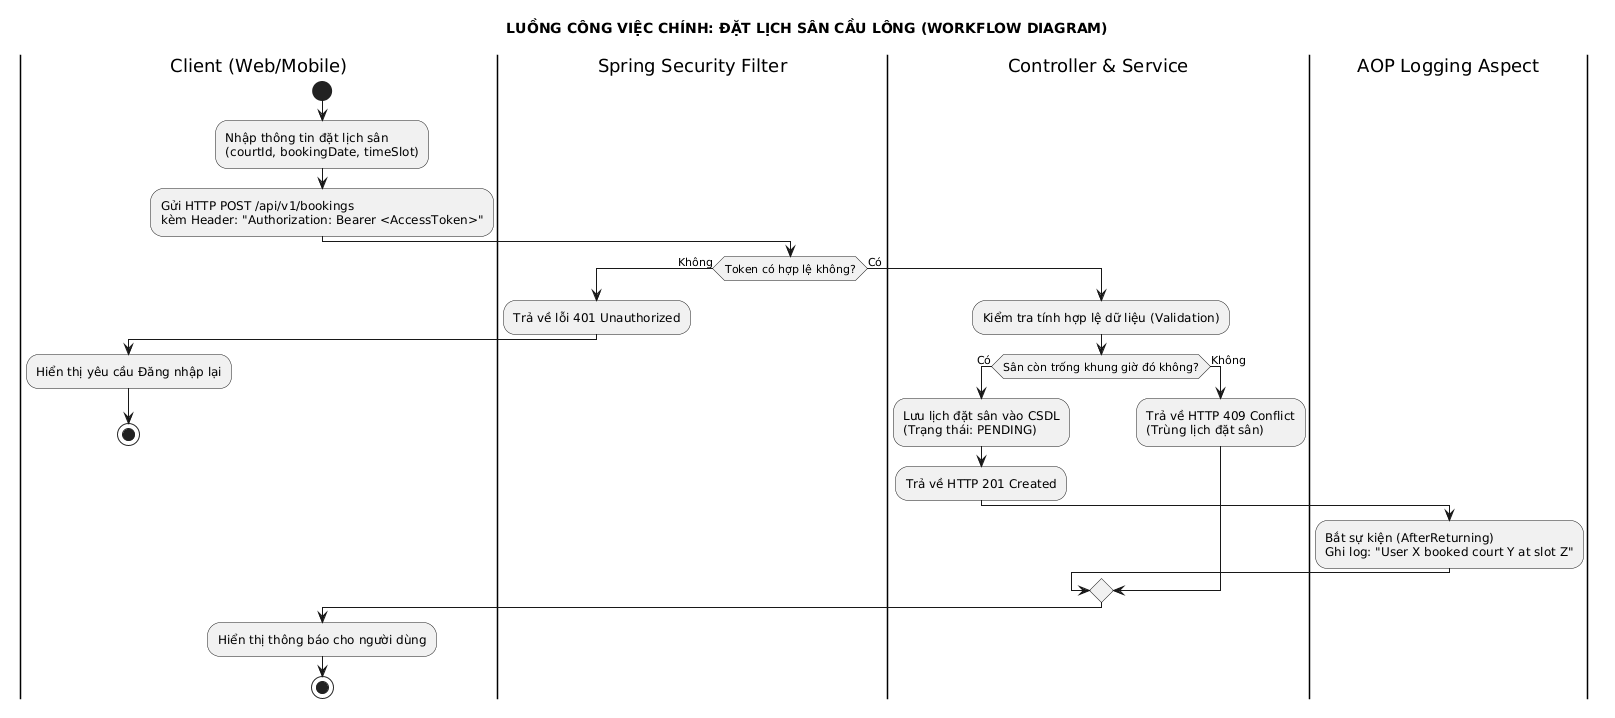 LUỒNG CÔNG VIỆC CHÍNH: ĐẶT LỊCH SÂN CẦU LÔNG (WORKFLOW DIAGRAM)
Client (Web/Mobile)
Spring Security Filter
Controller & Service
AOP Logging Aspect
Nhập thông tin đặt lịch sân
(courtId, bookingDate, timeSlot)
Gửi HTTP POST /api/v1/bookings
kèm Header: "Authorization: Bearer <AccessToken>"
Không
Token có hợp lệ không?
Có
Trả về lỗi 401 Unauthorized
Kiểm tra tính hợp lệ dữ liệu (Validation)
Hiển thị yêu cầu Đăng nhập lại
Có
Sân còn trống khung giờ đó không?
Không
Lưu lịch đặt sân vào CSDL
(Trạng thái: PENDING)
Trả về HTTP 409 Conflict
(Trùng lịch đặt sân)
Trả về HTTP 201 Created
Bắt sự kiện (AfterReturning)
Ghi log: "User X booked court Y at slot Z"
Hiển thị thông báo cho người dùng